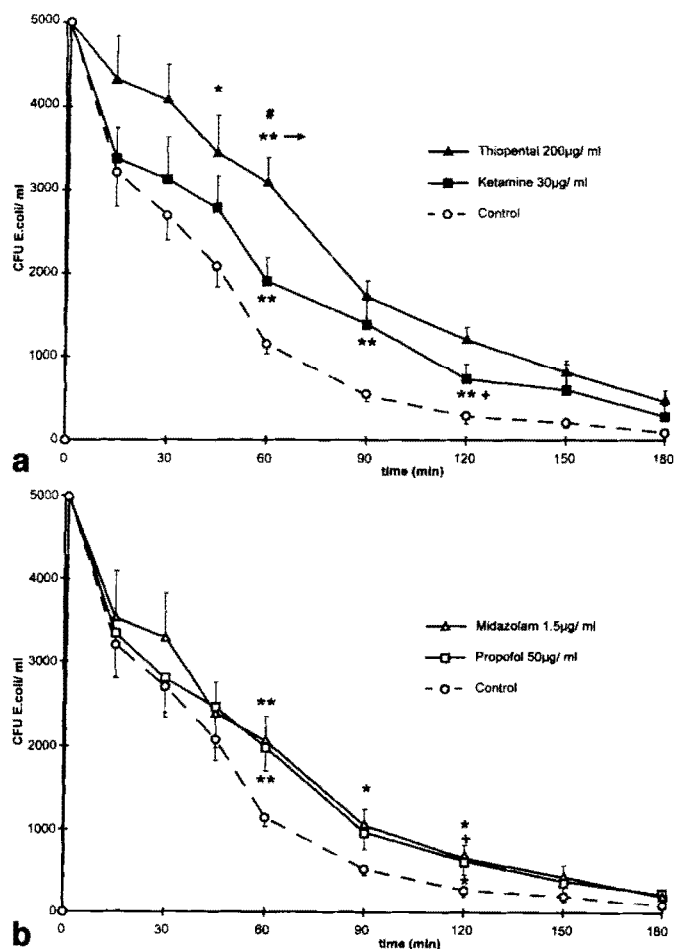 5000
*
#
4000
** →
Thiopental 200µg/ ml
Ketamine 30µg/ ml
Control
3000
CFU E.coli/ ml
2000
**
**
1000
** +
0
0 30 60 90 120 150 180
a
time (min)
5000
4000
Midazolam 1.5µg/ ml
Propofol 50µg/ ml
Control
3000
CFU E.coli/ ml
**
2000
**
*
1000
*
+
*
0
0 30 60 90 120 150 180
b
time (min)